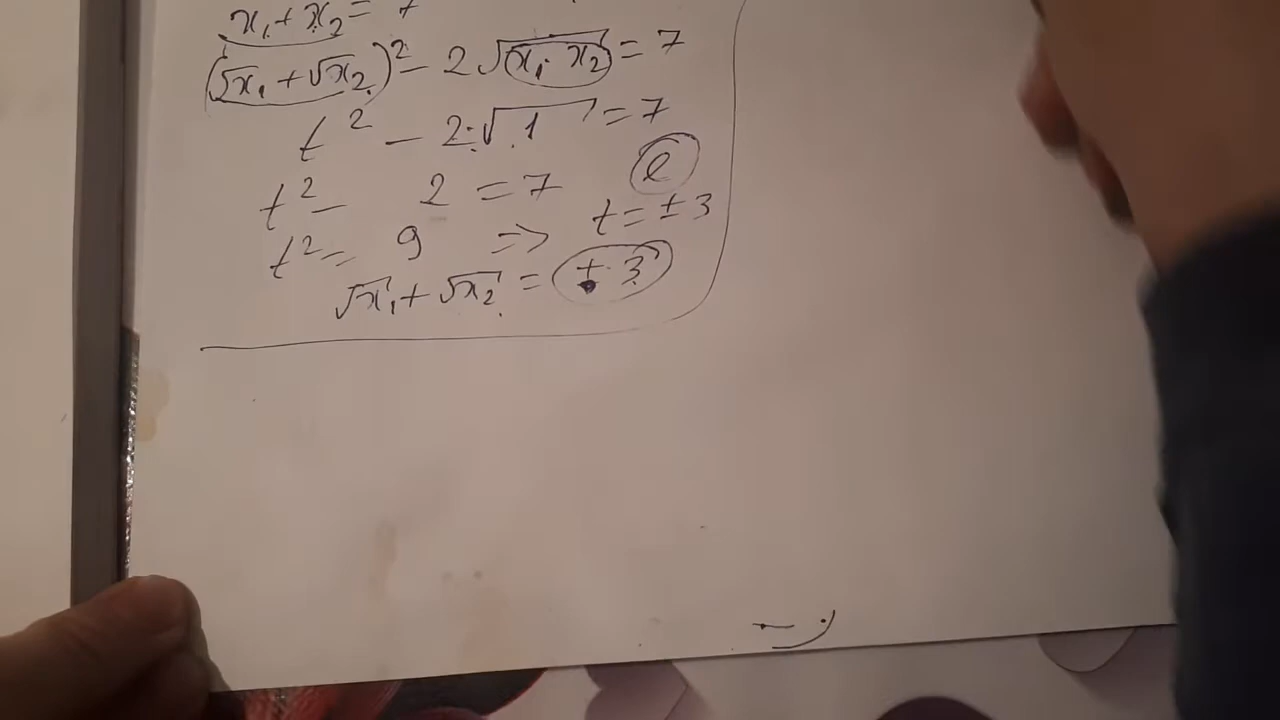 x₁ + x₂ = 7
(√x₁ + √x₂)² - 2√(x₁ · x₂) = 7
t² - 2·√1 = 7
t² - 2 = 7 e
t² = 9 => t = ± 3
√x₁ + √x₂ = ± 3